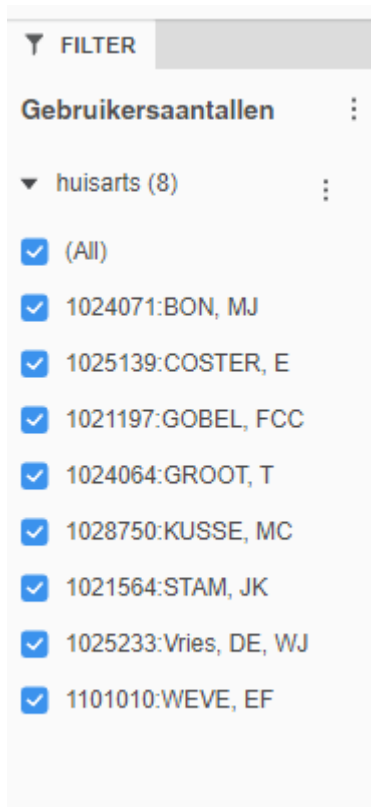 FILTER
Gebruikersaantallen
huisarts (8)
(All)
1024071:BON, MJ
1025139:COSTER, E
1021197:GOBEL, FCC
1024064:GROOT, T
1028750:KUSSE, MC
1021564:STAM, JK
1025233:Vries, DE, WJ
1101010:WEVE, EF